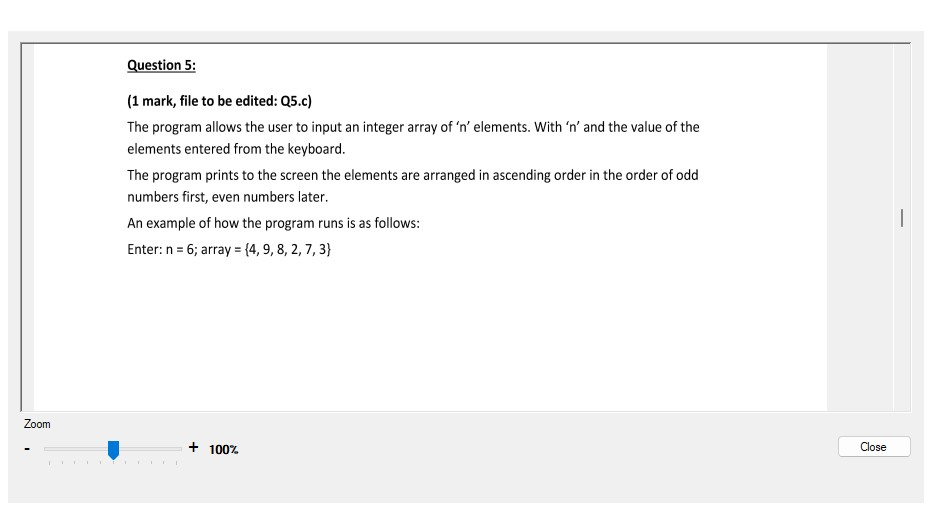 Question 5:
(1 mark, file to be edited: Q5.c)
The program allows the user to input an integer array of ‘n’ elements. With ‘n’ and the value of the
elements entered from the keyboard.
The program prints to the screen the elements are arranged in ascending order in the order of odd
numbers first, even numbers later.
An example of how the program runs is as follows:
Enter: n = 6; array = {4, 9, 8, 2, 7, 3}
Zoom
- + 100%
Close